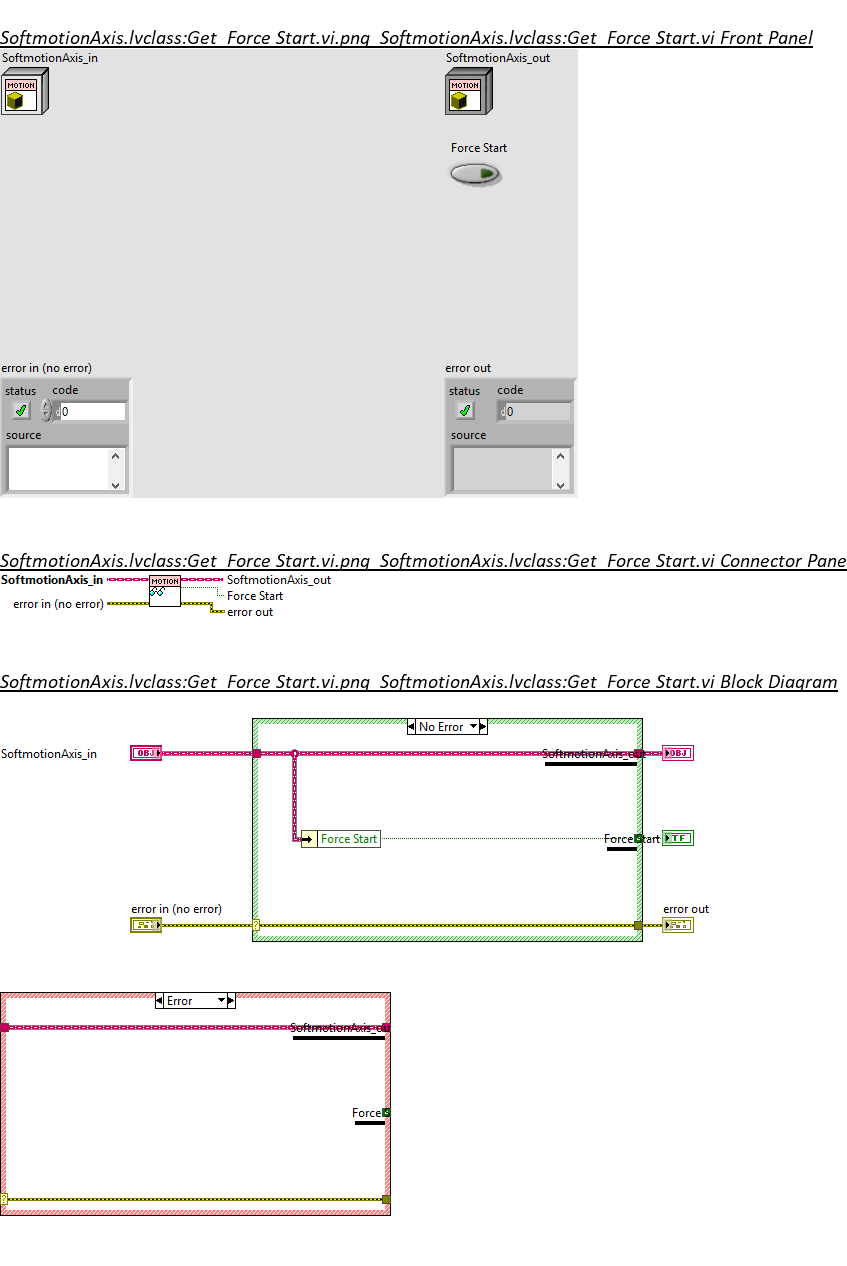 SoftmotionAxis.lvclass:Get_Force Start.vi.png_SoftmotionAxis.lvclass:Get_Force Start.vi Front Panel
SoftmotionAxis_in
SoftmotionAxis_out
MOTION
MOTION
Force Start
error in (no error)
error out
status code
status code
d0
d0
source
source
SoftmotionAxis.lvclass:Get_Force Start.vi.png_SoftmotionAxis.lvclass:Get_Force Start.vi Connector Pane
SoftmotionAxis_in
MOTION
SoftmotionAxis_out
Force Start
error in (no error)
error out
SoftmotionAxis.lvclass:Get_Force Start.vi.png_SoftmotionAxis.lvclass:Get_Force Start.vi Block Diagram
No Error
SoftmotionAxis_in
OBJ
SoftmotionAxis_out
OBJ
Force Start
Force Start
TF
error in (no error)
error out
?
Error
SoftmotionAxis_ou
Force
?